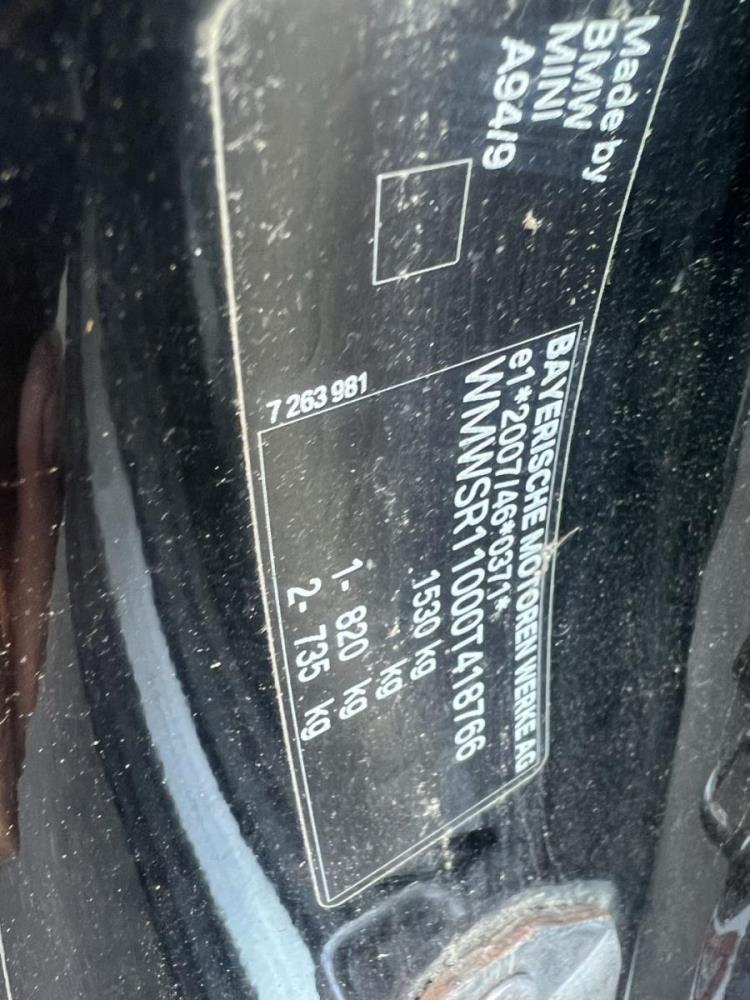 Made by
BMW
MINI
A94/9
BAYERISCHE MOTOREN WERKE AG
e1*2007/46*0371*
WMWSR11000T418766
1530 kg
kg
1- 820 kg
2- 735 kg
7 263 981